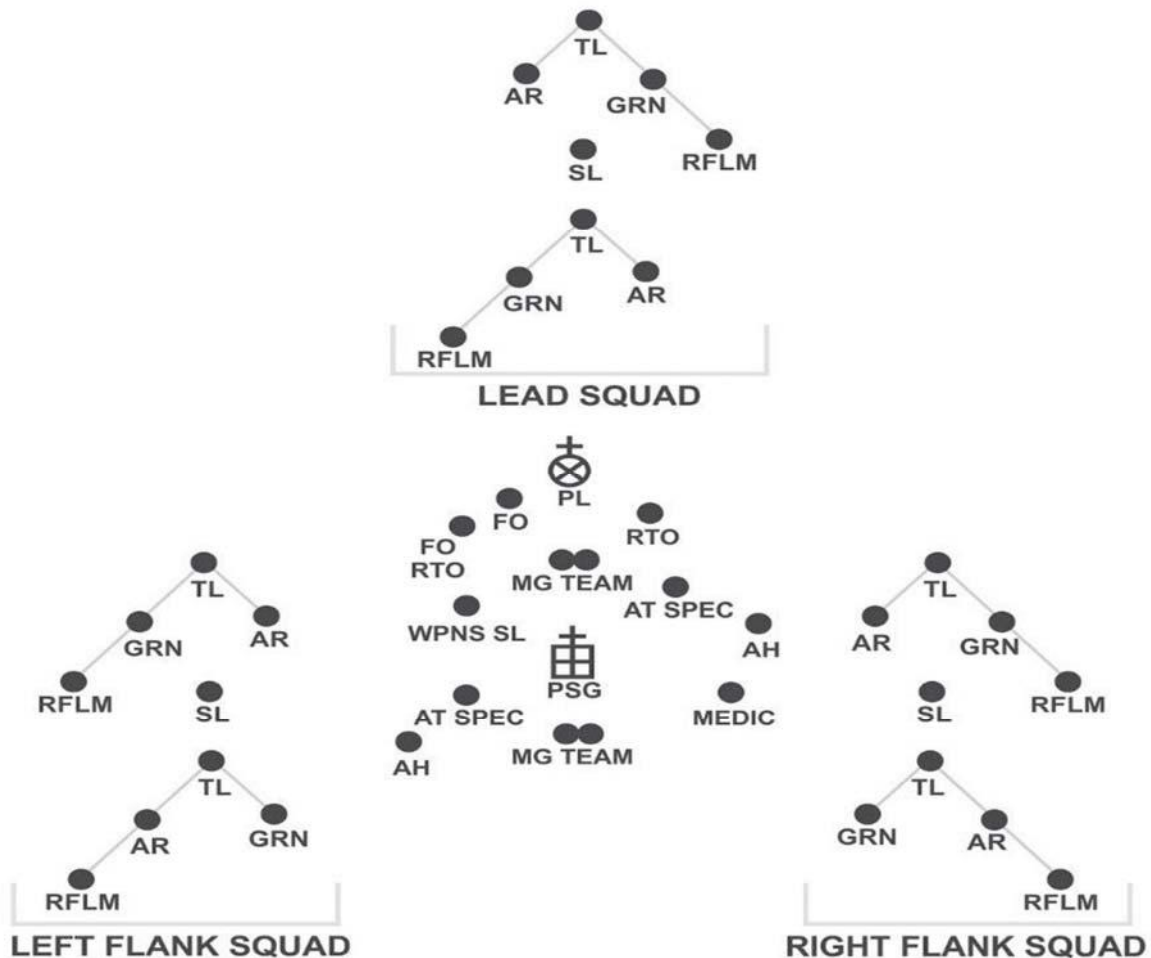 TL
AR
GRN
RFLM
SL
TL
GRN
AR
RFLM
LEAD SQUAD
PL
FO
RTO
FO
RTO
MG TEAM
AT SPEC
WPNS SL
AH
PSG
AT SPEC
MEDIC
MG TEAM
AH
TL
GRN
AR
RFLM
SL
TL
AR
GRN
RFLM
LEFT FLANK SQUAD
TL
AR
GRN
RFLM
SL
TL
GRN
AR
RFLM
RIGHT FLANK SQUAD